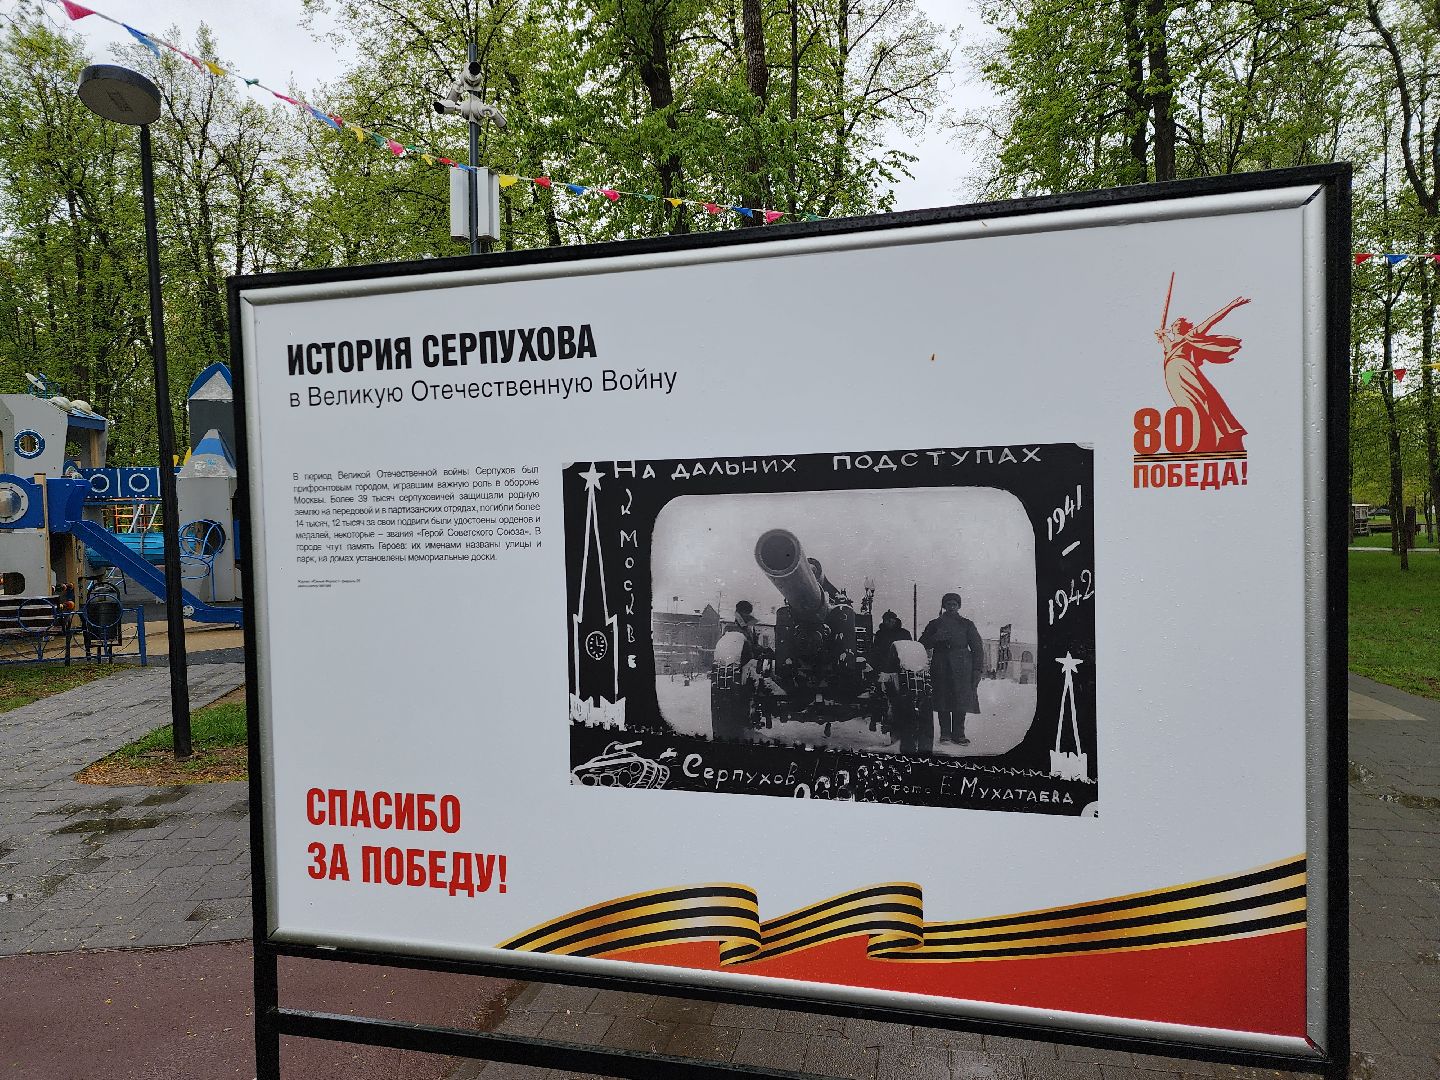 ИСТОРИЯ СЕРПУХОВА
в Великую Отечественную Войну
80
ПОБЕДА!
В период Великой Отечественной войны Серпухов был
прифронтовым городом, игравшим важную роль в обороне
Москвы. Более 39 тысяч серпуховичей защищали родную
землю на передовой и в партизанских отрядах, погибли более
14 тысяч, 12 тысяч за свои подвиги были удостоены орденов и
медалей, некоторые – звания «Герой Советского Союза». В
городе чтут память Героев: их именами названы улицы и
парк, на домах установлены мемориальные доски.
НА ДАЛЬНИХ ПОДСТУПАХ
К МОСКВЕ
1941
–
1942
Серпухов
Фото Е. МУХАТАЕВА
СПАСИБО
ЗА ПОБЕДУ!